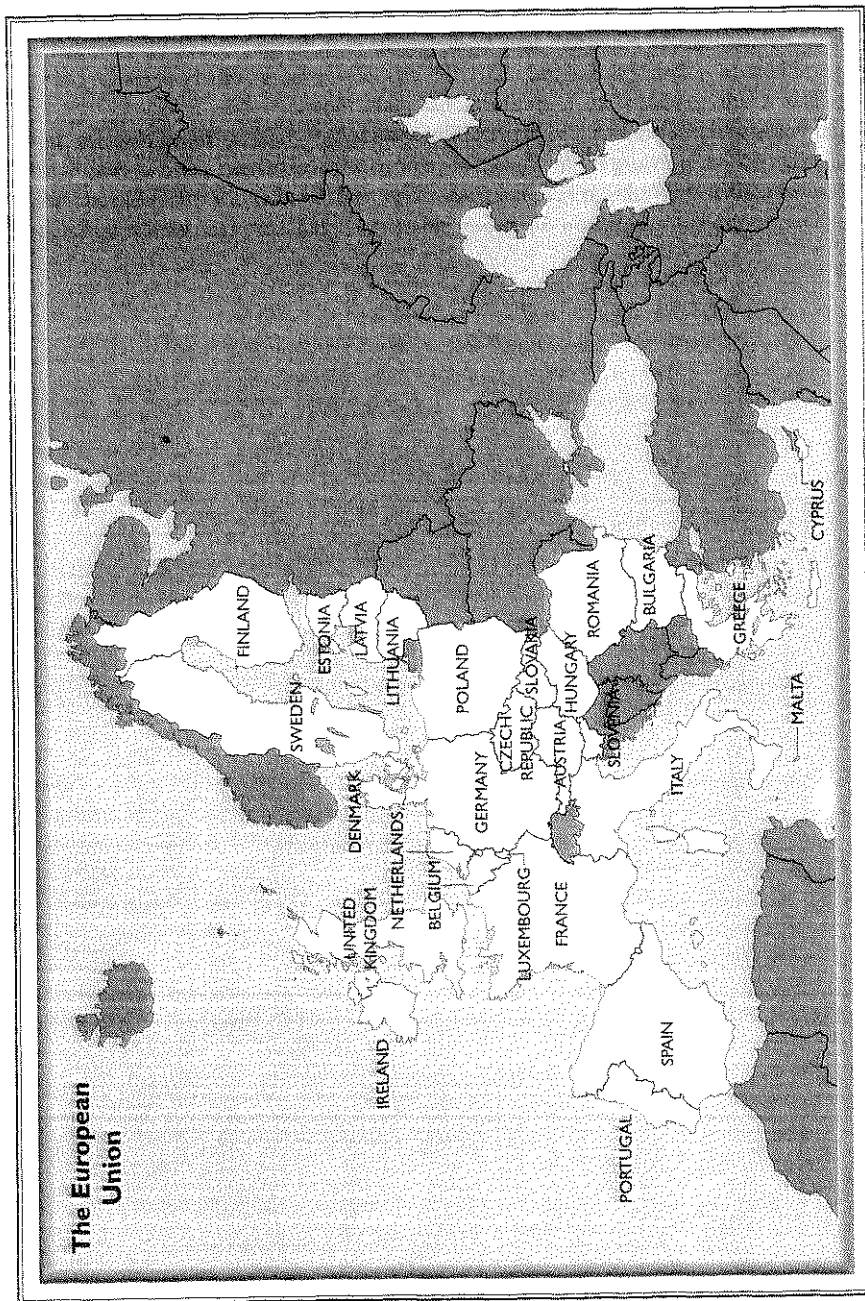 The European
Union
FINLAND
SWEDEN
ESTONIA
LATVIA
LITHUANIA
DENMARK
UNITED
KINGDOM
IRELAND
NETHERLANDS
BELGIUM
LUXEMBOURG
GERMANY
POLAND
CZECH
REPUBLIC
SLOVAKIA
AUSTRIA
HUNGARY
SLOVENIA
ROMANIA
BULGARIA
FRANCE
PORTUGAL
SPAIN
ITALY
GREECE
MALTA
CYPRUS